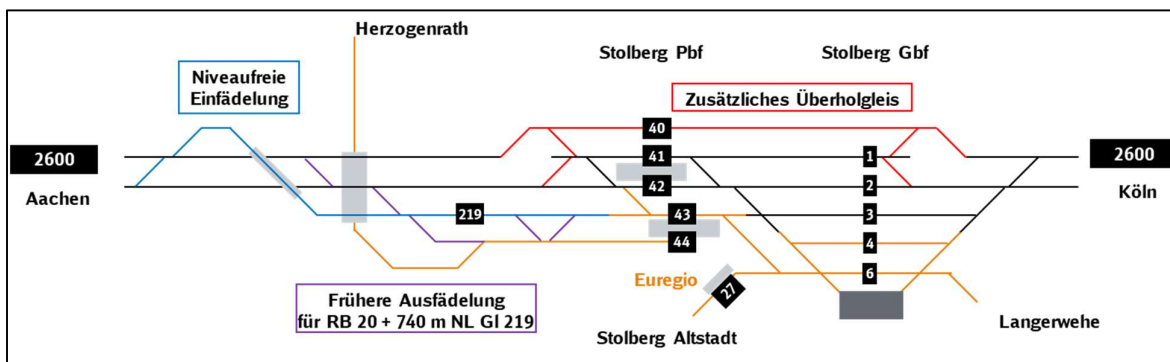 Herzogenrath
Stolberg Pbf
Stolberg Gbf
Niveaufreie
Einfädelung
Zusätzliches Überholgleis
40
2600
41
1
2600
Aachen
42
2
Köln
219
43
3
44
4
Euregio
6
27
Frühere Ausfädelung
für RB 20 + 740 m NL Gl 219
Stolberg Altstadt
Langerwehe